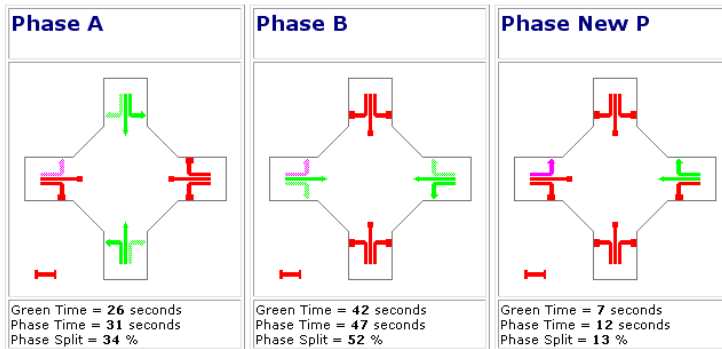 Phase A
Phase B
Phase New P
Green Time = 26 seconds
Phase Time = 31 seconds
Phase Split = 34 %
Green Time = 42 seconds
Phase Time = 47 seconds
Phase Split = 52 %
Green Time = 7 seconds
Phase Time = 12 seconds
Phase Split = 13 %